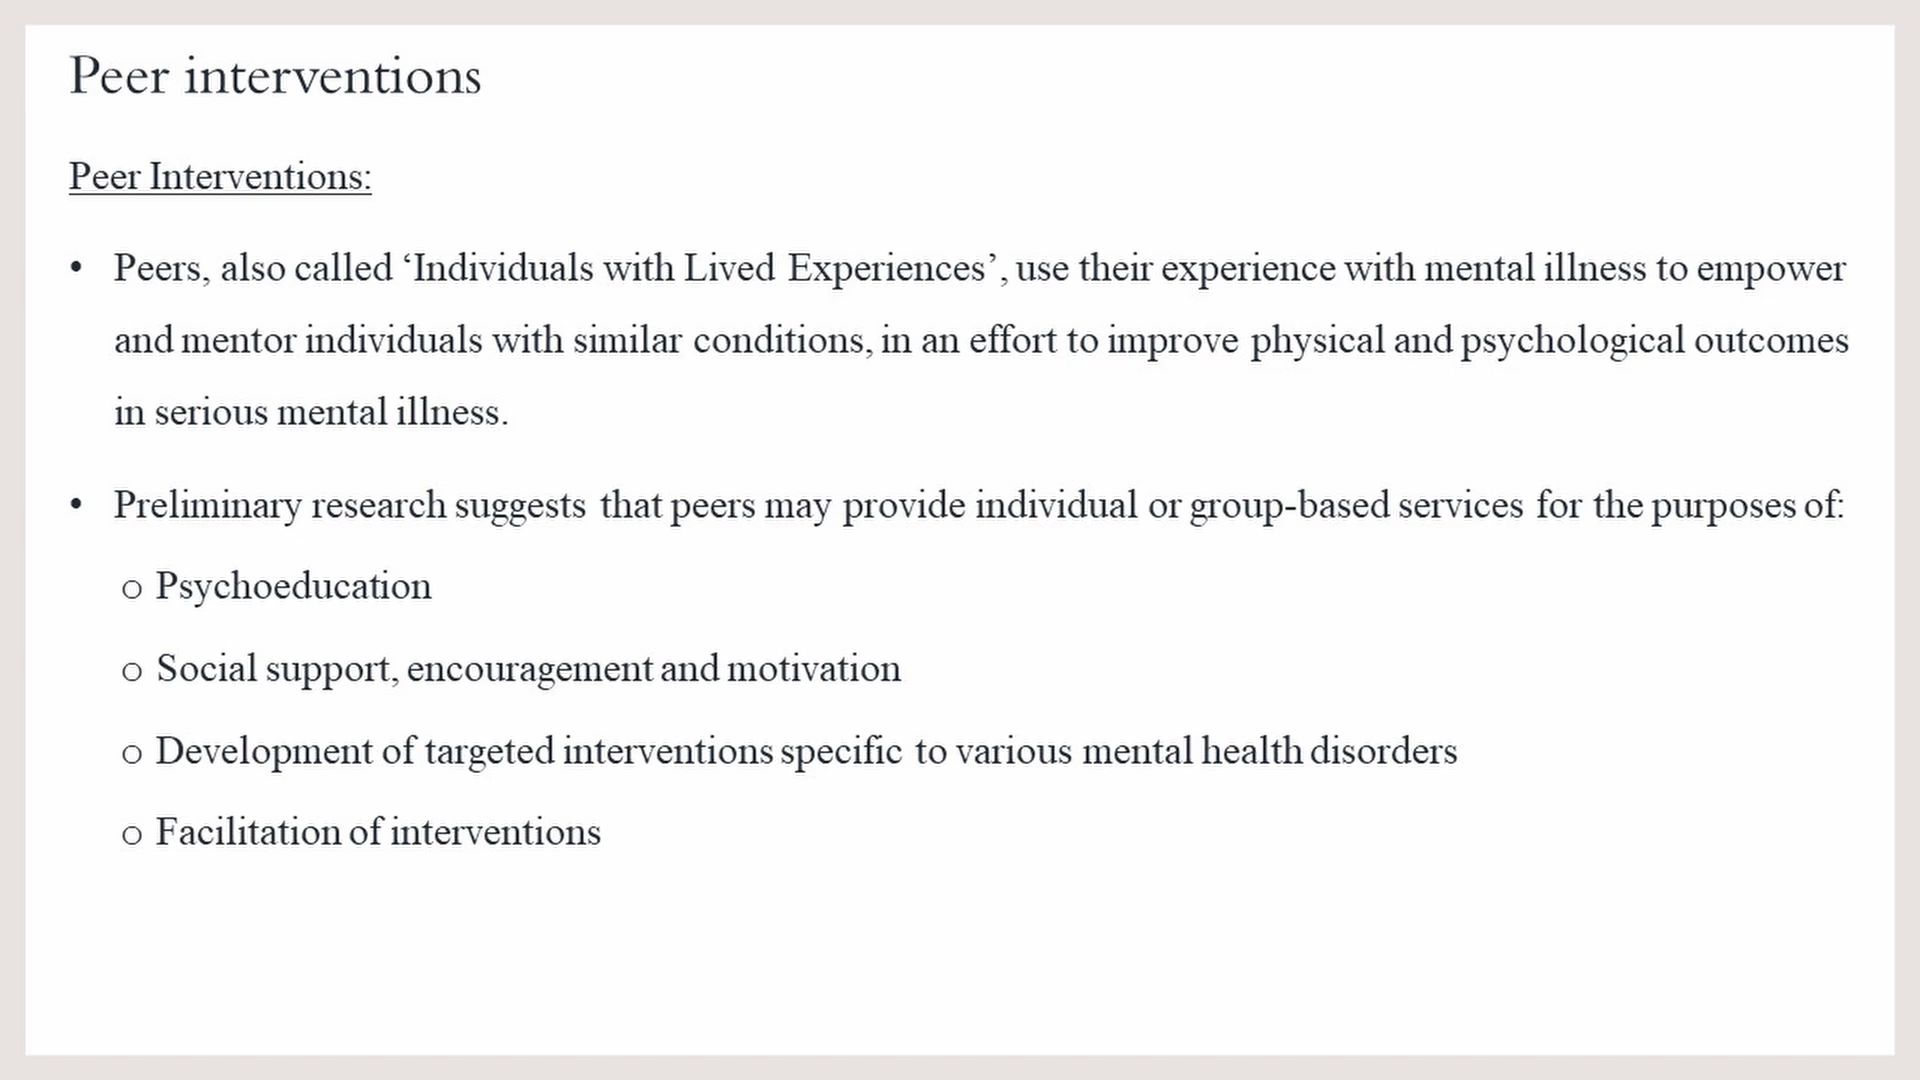 Peer interventions
Peer Interventions:
• Peers, also called ‘Individuals with Lived Experiences’, use their experience with mental illness to empower
and mentor individuals with similar conditions, in an effort to improve physical and psychological outcomes
in serious mental illness.
• Preliminary research suggests that peers may provide individual or group-based services for the purposes of:
o Psychoeducation
o Social support, encouragement and motivation
o Development of targeted interventions specific to various mental health disorders
o Facilitation of interventions